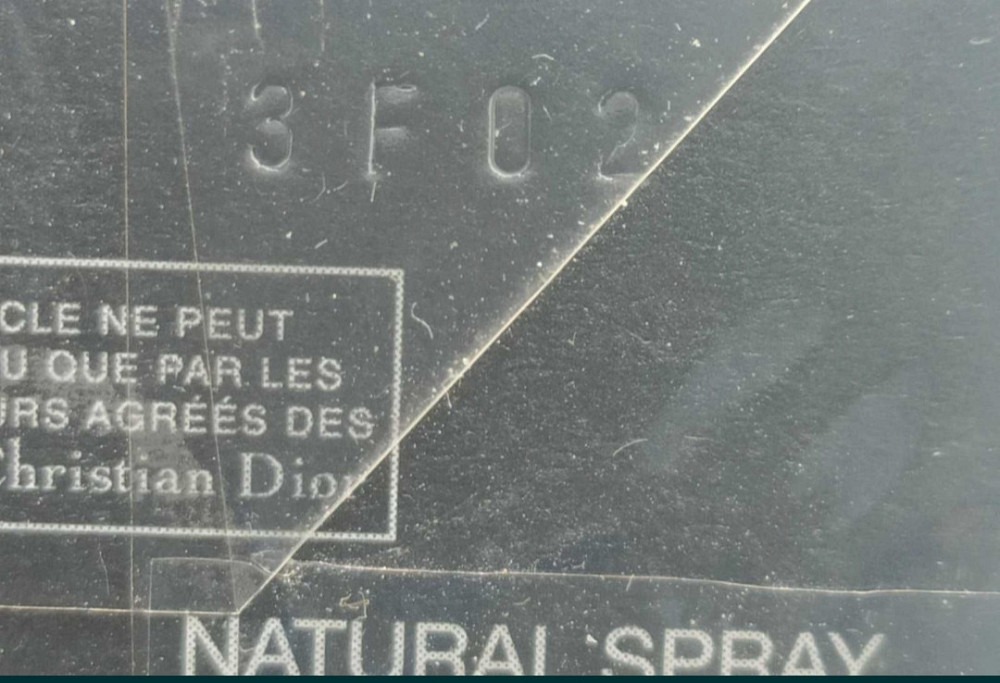 3F02
CLE NE PEUT
U QUE PAR LES
URS AGRÉÉS DES
Christian Dior
NATURAL SPRAY